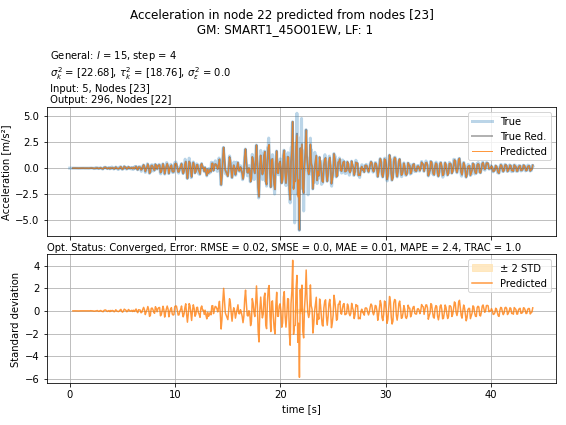 Acceleration in node 22 predicted from nodes [23]
GM: SMART1_45O01EW, LF: 1
General: l = 15, step = 4
σ²ₖ = [22.68], τ²ₖ = [18.76], σ²ε = 0.0
Input: 5, Nodes [23]
Output: 296, Nodes [22]
Acceleration [m/s²]
5.0
2.5
0.0
−2.5
−5.0
True
True Red.
Predicted
Opt. Status: Converged, Error: RMSE = 0.02, SMSE = 0.0, MAE = 0.01, MAPE = 2.4, TRAC = 1.0
Standard deviation
4
2
0
−2
−4
−6
± 2 STD
Predicted
0
10
20
30
40
time [s]